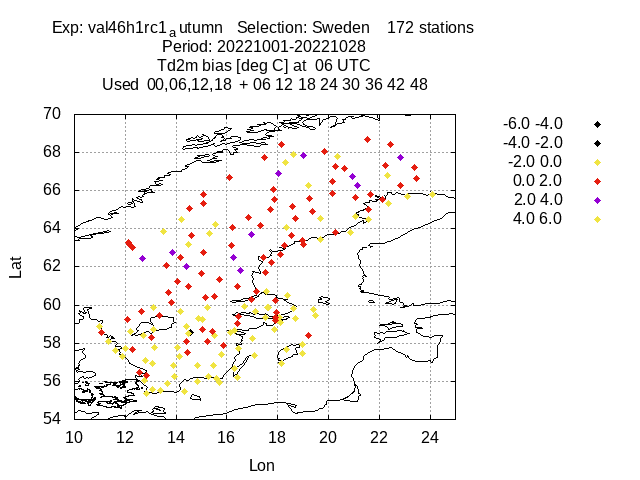 Exp: val46h1rc1 a utumn Selection: Sweden 172 stations
Period: 20221001-20221028
Td2m bias [deg C] at 06 UTC
Used 00,06,12,18 + 06 12 18 24 30 36 42 48
70
68
66
64
62
60
58
56
54
10 12 14 16 18 20 22 24
Lat
Lon
-6.0 -4.0
-4.0 -2.0
-2.0 0.0
0.0 2.0
2.0 4.0
4.0 6.0